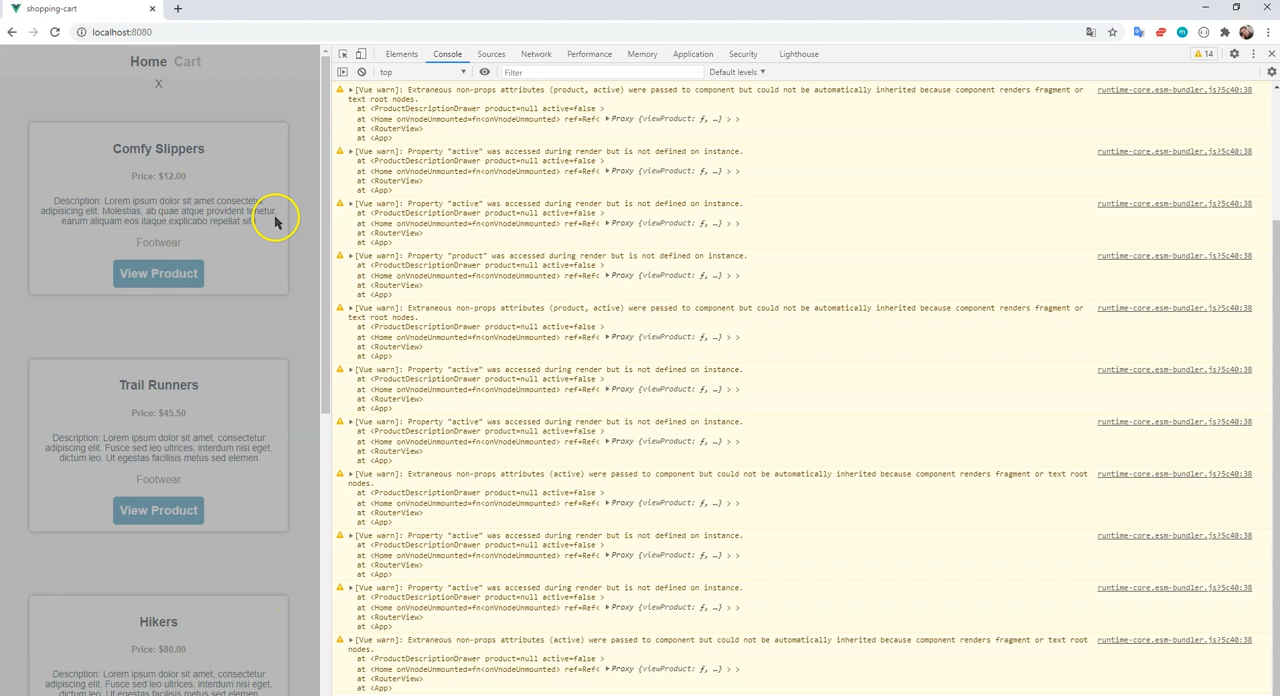 shopping-cart
localhost:8080
Home Cart
X
Comfy Slippers
Price: $12.00
Description: Lorem ipsum dolor sit amet consectetur
adipisicing elit. Molestias, ab quae atque provident tenetur,
earum aliquam eos itaque explicabo repellat sit
Footwear
View Product
Trail Runners
Price: $45.50
Description: Lorem ipsum dolor sit amet, consectetur
adipiscing elit. Fusce sed leo ultrices, interdum nisi eget,
dictum leo. Ut egestas facilisis metus sed elemen
Footwear
View Product
Hikers
Price: $80.00
Description: Lorem ipsum dolor sit amet, consectetur
adipiscing elit. Fusce sed leo ultrices, interdum nisi eget,
Elements Console Sources Network Performance Memory Application Security Lighthouse 14
top Filter Default levels
[Vue warn]: Extraneous non-props attributes (product, active) were passed to component but could not be automatically inherited because component renders fragment or runtime-core.esm-bundler.js?5c40:38
text root nodes.
at <ProductDescriptionDrawer product=null active=false >
at <Home onVnodeUnmounted=fn<onVnodeUnmounted> ref=Ref< Proxy {viewProduct: ƒ, …} > >
at <RouterView>
at <App>
[Vue warn]: Property "active" was accessed during render but is not defined on instance. runtime-core.esm-bundler.js?5c40:38
at <ProductDescriptionDrawer product=null active=false >
at <Home onVnodeUnmounted=fn<onVnodeUnmounted> ref=Ref< Proxy {viewProduct: ƒ, …} > >
at <RouterView>
at <App>
[Vue warn]: Property "active" was accessed during render but is not defined on instance. runtime-core.esm-bundler.js?5c40:38
at <ProductDescriptionDrawer product=null active=false >
at <Home onVnodeUnmounted=fn<onVnodeUnmounted> ref=Ref< Proxy {viewProduct: ƒ, …} > >
at <RouterView>
at <App>
[Vue warn]: Property "product" was accessed during render but is not defined on instance. runtime-core.esm-bundler.js?5c40:38
at <ProductDescriptionDrawer product=null active=false >
at <Home onVnodeUnmounted=fn<onVnodeUnmounted> ref=Ref< Proxy {viewProduct: ƒ, …} > >
at <RouterView>
at <App>
[Vue warn]: Extraneous non-props attributes (product, active) were passed to component but could not be automatically inherited because component renders fragment or runtime-core.esm-bundler.js?5c40:38
text root nodes.
at <ProductDescriptionDrawer product=null active=false >
at <Home onVnodeUnmounted=fn<onVnodeUnmounted> ref=Ref< Proxy {viewProduct: ƒ, …} > >
at <RouterView>
at <App>
[Vue warn]: Property "active" was accessed during render but is not defined on instance. runtime-core.esm-bundler.js?5c40:38
at <ProductDescriptionDrawer product=null active=false >
at <Home onVnodeUnmounted=fn<onVnodeUnmounted> ref=Ref< Proxy {viewProduct: ƒ, …} > >
at <RouterView>
at <App>
[Vue warn]: Property "active" was accessed during render but is not defined on instance. runtime-core.esm-bundler.js?5c40:38
at <ProductDescriptionDrawer product=null active=false >
at <Home onVnodeUnmounted=fn<onVnodeUnmounted> ref=Ref< Proxy {viewProduct: ƒ, …} > >
at <RouterView>
at <App>
[Vue warn]: Extraneous non-props attributes (active) were passed to component but could not be automatically inherited because component renders fragment or text root runtime-core.esm-bundler.js?5c40:38
nodes.
at <ProductDescriptionDrawer product=null active=false >
at <Home onVnodeUnmounted=fn<onVnodeUnmounted> ref=Ref< Proxy {viewProduct: ƒ, …} > >
at <RouterView>
at <App>
[Vue warn]: Property "active" was accessed during render but is not defined on instance. runtime-core.esm-bundler.js?5c40:38
at <ProductDescriptionDrawer product=null active=false >
at <Home onVnodeUnmounted=fn<onVnodeUnmounted> ref=Ref< Proxy {viewProduct: ƒ, …} > >
at <RouterView>
at <App>
[Vue warn]: Property "active" was accessed during render but is not defined on instance. runtime-core.esm-bundler.js?5c40:38
at <ProductDescriptionDrawer product=null active=false >
at <Home onVnodeUnmounted=fn<onVnodeUnmounted> ref=Ref< Proxy {viewProduct: ƒ, …} > >
at <RouterView>
at <App>
[Vue warn]: Extraneous non-props attributes (active) were passed to component but could not be automatically inherited because component renders fragment or text root runtime-core.esm-bundler.js?5c40:38
nodes.
at <ProductDescriptionDrawer product=null active=false >
at <Home onVnodeUnmounted=fn<onVnodeUnmounted> ref=Ref< Proxy {viewProduct: ƒ, …} > >
at <RouterView>
at <App>